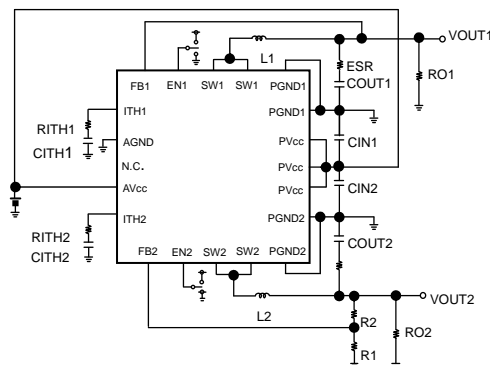 VOUT1
L1
ESR
COUT1
RO1
FB1 EN1 SW1 SW1 PGND1
ITH1
RITH1
CITH1
AGND
N.C.
AVcc
ITH2
RITH2
CITH2
PGND1
PVcc
PVcc
PVcc
PGND2
CIN1
CIN2
COUT2
FB2 EN2 SW2 SW2 PGND2
L2
VOUT2
R2
R1
RO2